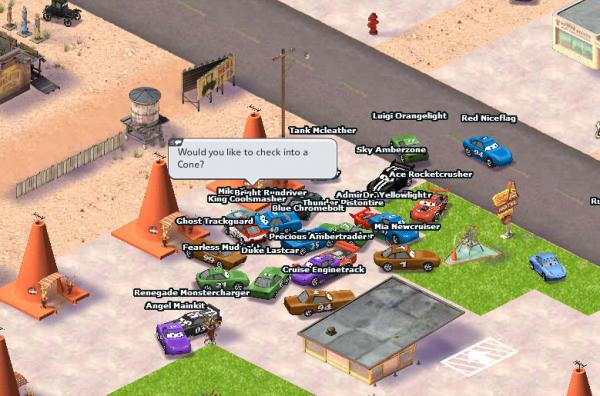 Luigi Orangelight
Red Niceflag
Tank Mcleather
Sky Amberzone
Would you like to check into a
Cone?
Ace Rocketcrusher
Bright Rundriver
King Coolsmasher
Yellowlight
Thunder Pistontire
Blue Chromebolt
Ghost Trackguard
Mia Newcruiser
Precious Ambertrader
Fearless Mud
Duke Lastcar
Cruise Enginetrack
Renegade Monstercharger
Angel Mainkit